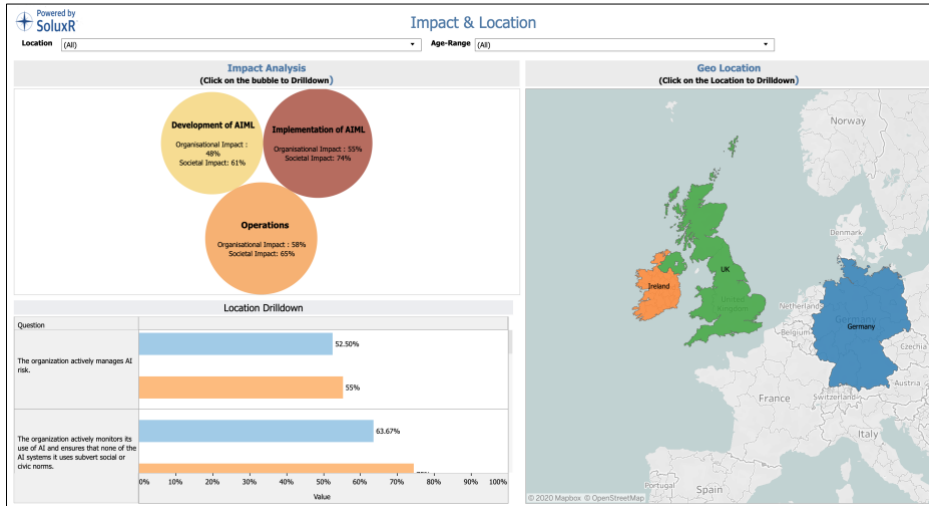 Powered by
SoluxR
Impact & Location
Location
(All)
Age-Range
(All)
Impact Analysis
(Click on the bubble to Drilldown)
Development of AIML
Organisational Impact :
48%
Societal Impact: 61%
Implementation of AIML
Organisational Impact : 55%
Societal Impact: 74%
Operations
Organisational Impact : 58%
Societal Impact: 65%
Location Drilldown
Question
The organization actively manages AI
risk.
52.50%
55%
The organization actively monitors its
use of AI and ensures that none of the
AI systems it uses subvert social or
civic norms.
63.67%
0% 10% 20% 30% 40% 50% 60% 70% 80% 90% 100%
Value
Geo Location
(Click on the Location to Drilldown)
Norway
Denmark
UK
United
Kingdom
Ireland
Netherlands
Germany
Germany
Belgium
Czechia
France
Switzerland
Austria
Italy
Portugal
Spain
© 2020 Mapbox © OpenStreetMap